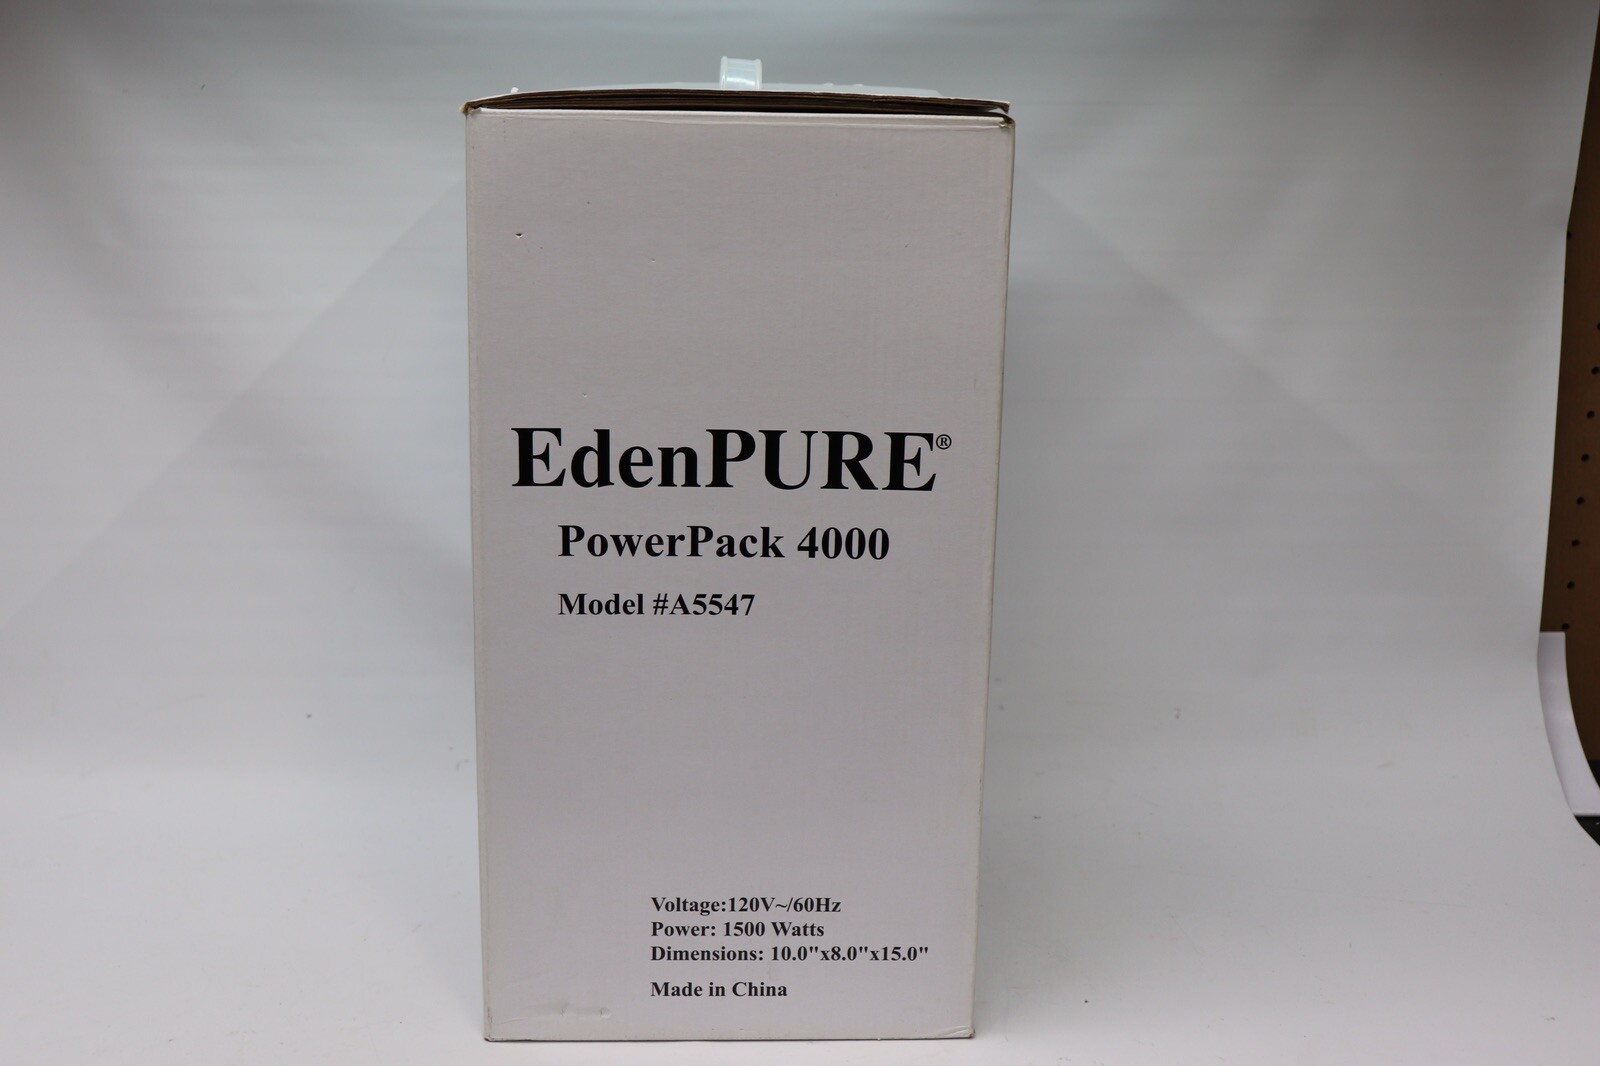 EdenPURE®
PowerPack 4000
Model #A5547
Voltage:120V~/60Hz
Power: 1500 Watts
Dimensions: 10.0"x8.0"x15.0"
Made in China